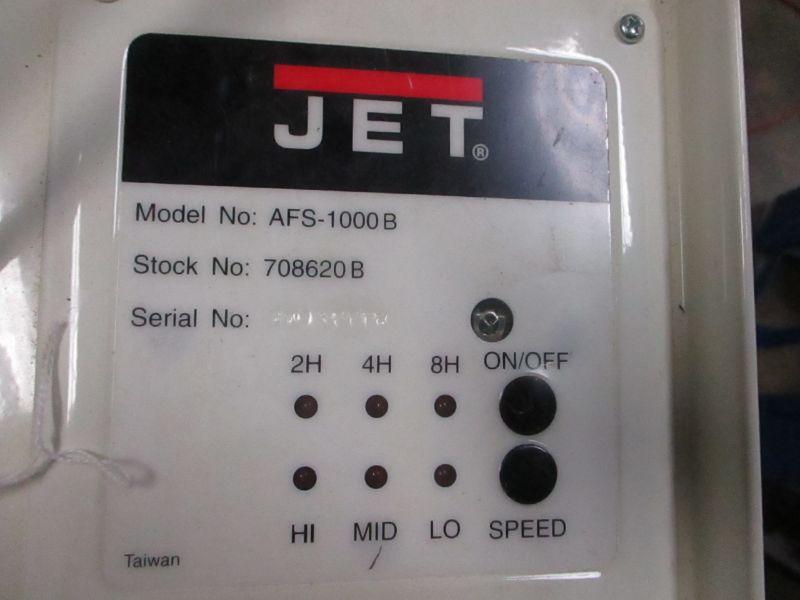 JET®
Model No: AFS-1000B
Stock No: 708620B
Serial No:
2H 4H 8H ON/OFF
HI MID LO SPEED
Taiwan